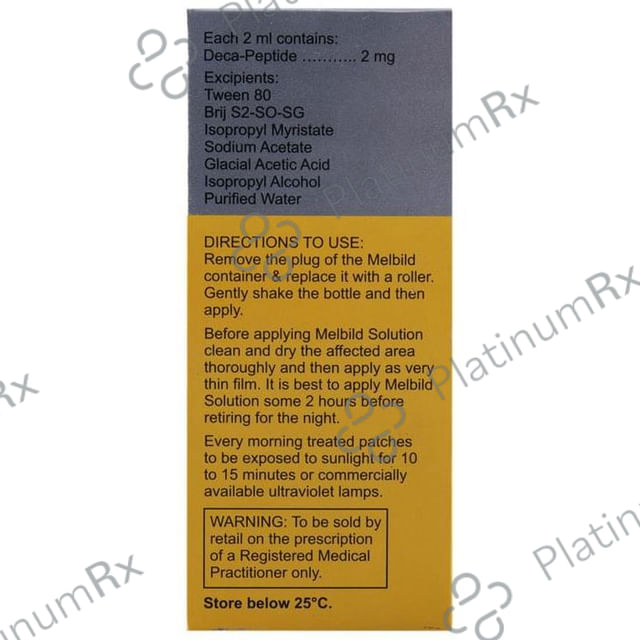 Each 2 ml contains:
Deca-Peptide ........... 2 mg
Excipients:
Tween 80
Brij S2-SO-SG
Isopropyl Myristate
Sodium Acetate
Glacial Acetic Acid
Isopropyl Alcohol
Purified Water
DIRECTIONS TO USE:
Remove the plug of the Melbild
container & replace it with a roller.
Gently shake the bottle and then
apply.
Before applying Melbild Solution
clean and dry the affected area
thoroughly and then apply as very
thin film. It is best to apply Melbild
Solution some 2 hours before
retiring for the night.
Every morning treated patches
to be exposed to sunlight for 10
to 15 minutes or commercially
available ultraviolet lamps.
WARNING: To be sold by
retail on the prescription
of a Registered Medical
Practitioner only.
Store below 25°C.
PlatinumRx
PlatinumRx
PlatinumRx
Rx
inumRx
Platinum